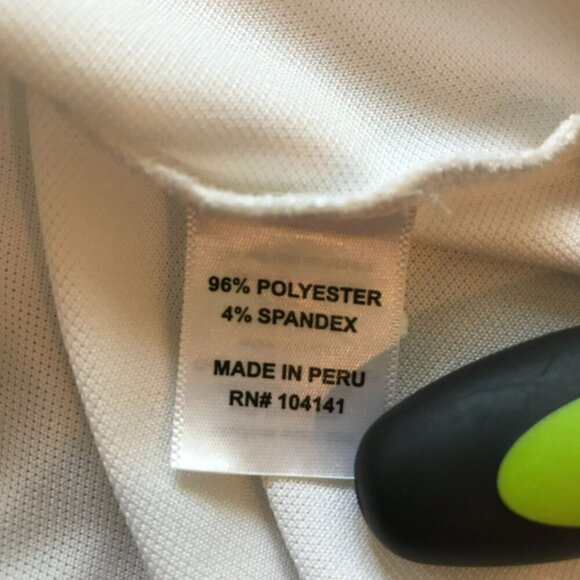 96% POLYESTER
4% SPANDEX
MADE IN PERU
RN# 104141